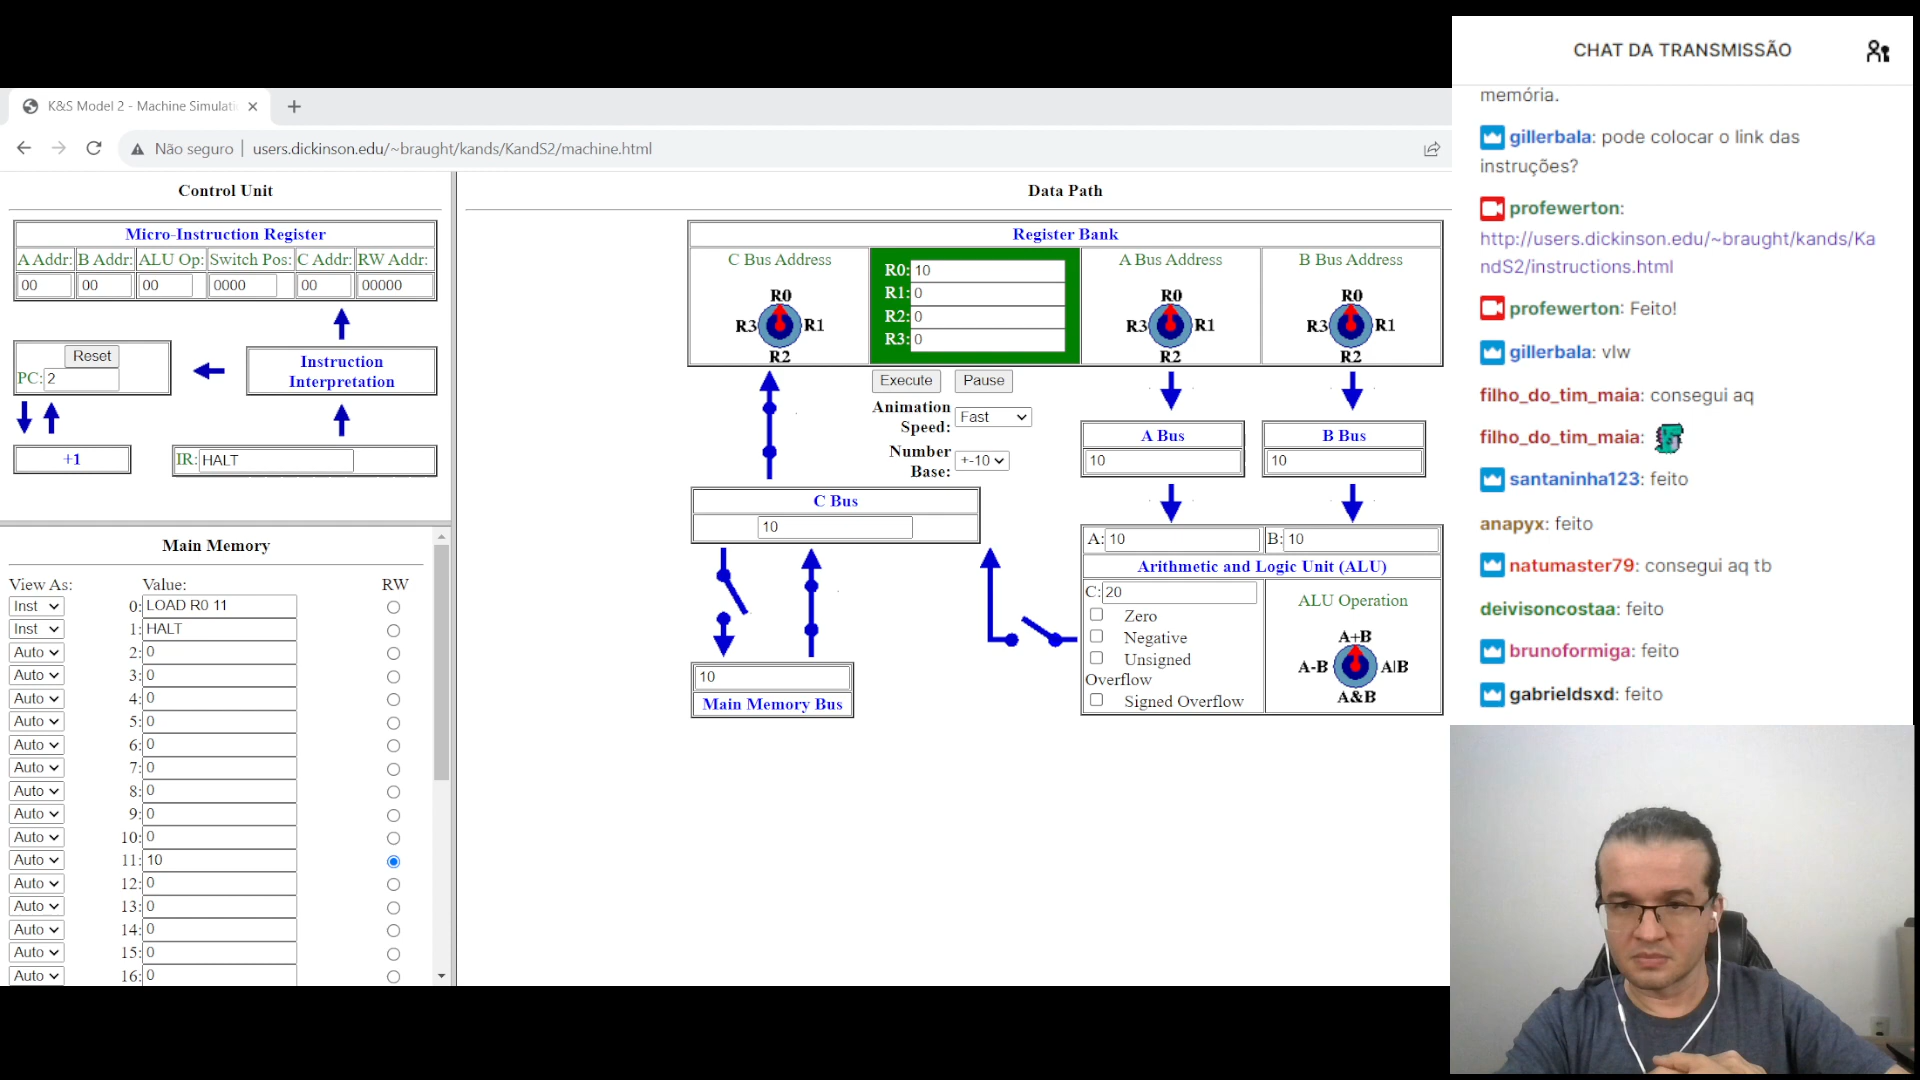 K&S Model 2 - Machine Simulati
Não seguro
users.dickinson.edu/~braught/kands/KandS2/machine.html
Control Unit
Micro-Instruction Register
A Addr: B Addr: ALU Op: Switch Pos: C Addr: RW Addr:
00 00 00 0000 00 00000
Reset
PC: 2
Instruction
Interpretation
+1
IR: HALT
Main Memory
View As: Value: RW
Inst 0: LOAD R0 11
Inst 1: HALT
Auto 2: 0
Auto 3: 0
Auto 4: 0
Auto 5: 0
Auto 6: 0
Auto 7: 0
Auto 8: 0
Auto 9: 0
Auto 10: 0
Auto 11: 10
Auto 12: 0
Auto 13: 0
Auto 14: 0
Auto 15: 0
Auto 16: 0
Data Path
Register Bank
C Bus Address
R0
R3 R1
R2
R0: 10
R1: 0
R2: 0
R3: 0
A Bus Address
R0
R3 R1
R2
B Bus Address
R0
R3 R1
R2
Execute Pause
Animation
Speed: Fast
Number
Base: +-10
A Bus
10
B Bus
10
C Bus
10
A: 10 B: 10
Arithmetic and Logic Unit (ALU)
C: 20
Zero
Negative
Unsigned
Overflow
Signed Overflow
ALU Operation
A+B
A-B A|B
A&B
10
Main Memory Bus
CHAT DA TRANSMISSÃO
memória.
gillerbala: pode colocar o link das
instruções?
profewerton:
http://users.dickinson.edu/~braught/kands/Ka
ndS2/instructions.html
profewerton: Feito!
gillerbala: vlw
filho_do_tim_maia: consegui aq
filho_do_tim_maia:
santaninha123: feito
anapyx: feito
natumaster79: consegui aq tb
deivisoncostaa: feito
brunoformiga: feito
gabrieldsxd: feito